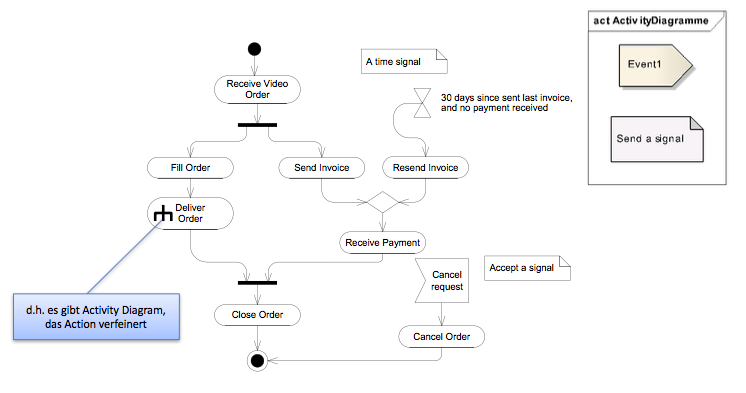 act ActivityDiagramme
Event1
Send a signal
A time signal
Receive Video
Order
30 days since sent last invoice,
and no payment received
Fill Order
Send Invoice
Resend Invoice
Deliver
Order
Receive Payment
Cancel
request
Accept a signal
d.h. es gibt Activity Diagram,
das Action verfeinert
Close Order
Cancel Order